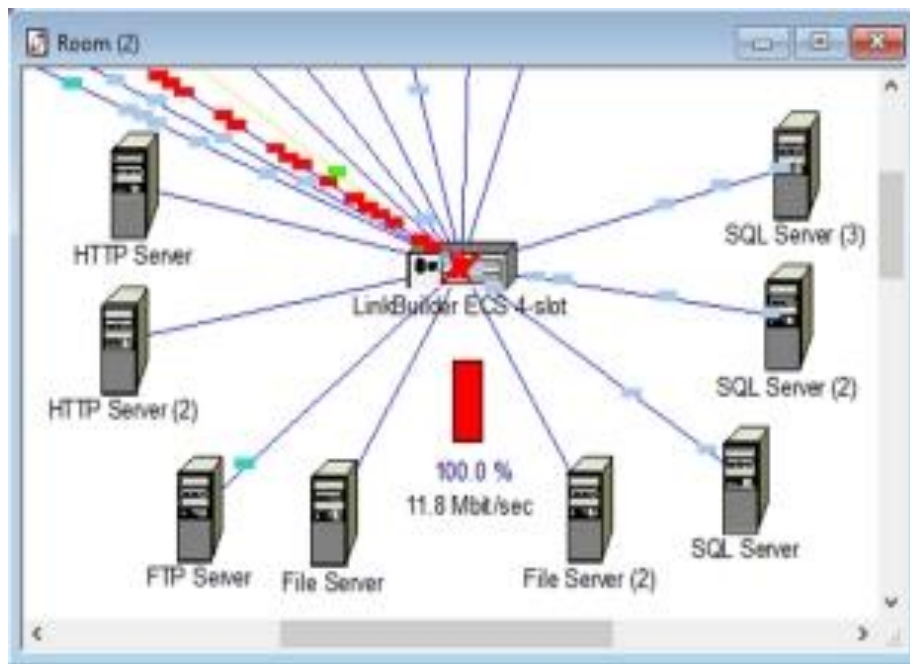 Room (2)
HTTP Server
SQL Server (3)
LinkBuilder ECS 4-slot
HTTP Server (2)
SQL Server (2)
100.0 %
11.8 Mbit/sec
SQL Server
FTP Server
File Server
File Server (2)